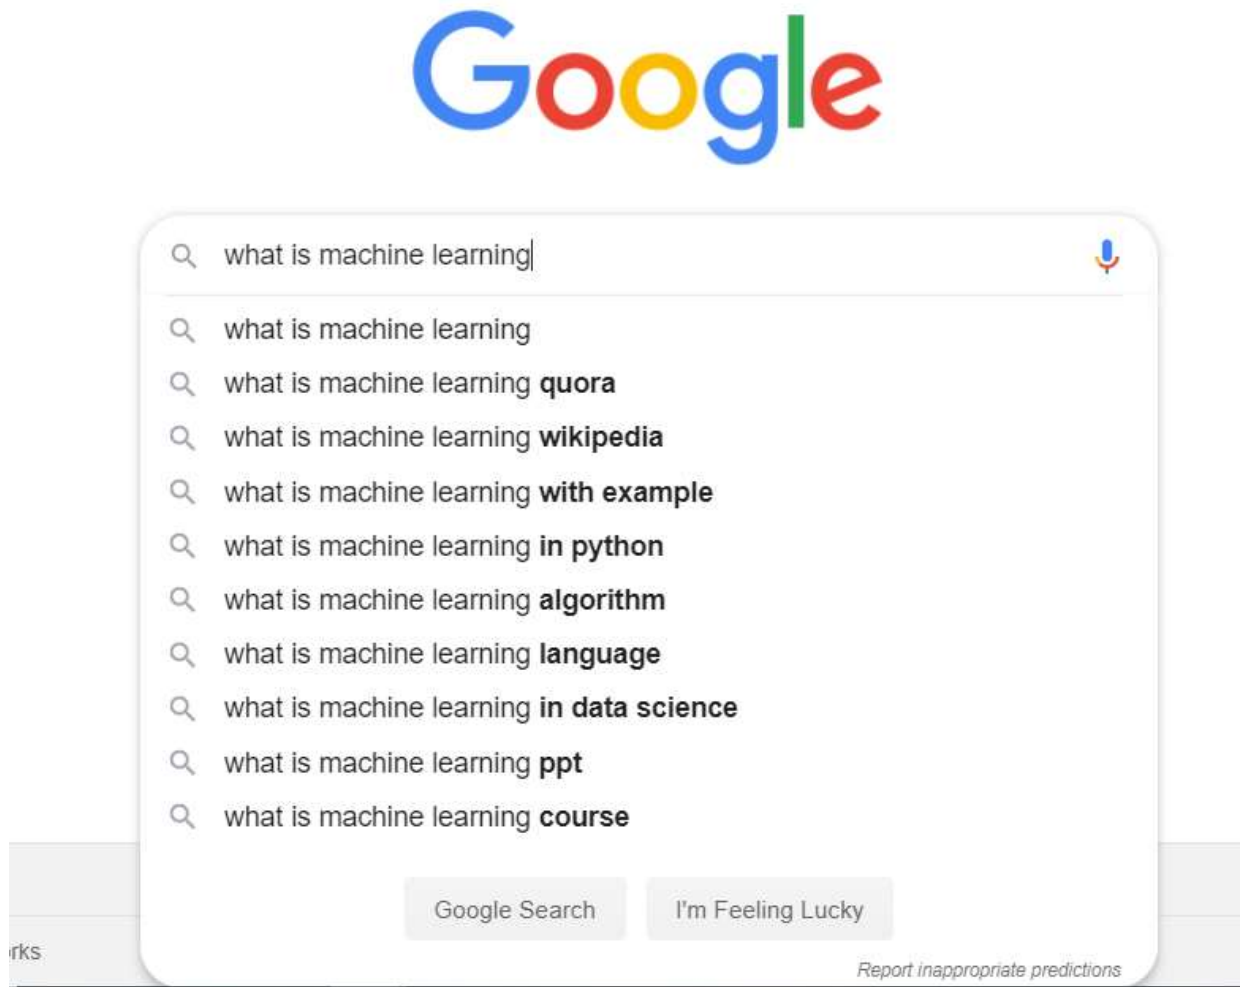 Google
what is machine learning
what is machine learning
what is machine learning quora
what is machine learning wikipedia
what is machine learning with example
what is machine learning in python
what is machine learning algorithm
what is machine learning language
what is machine learning in data science
what is machine learning ppt
what is machine learning course
Google Search I'm Feeling Lucky
rks
Report inappropriate predictions